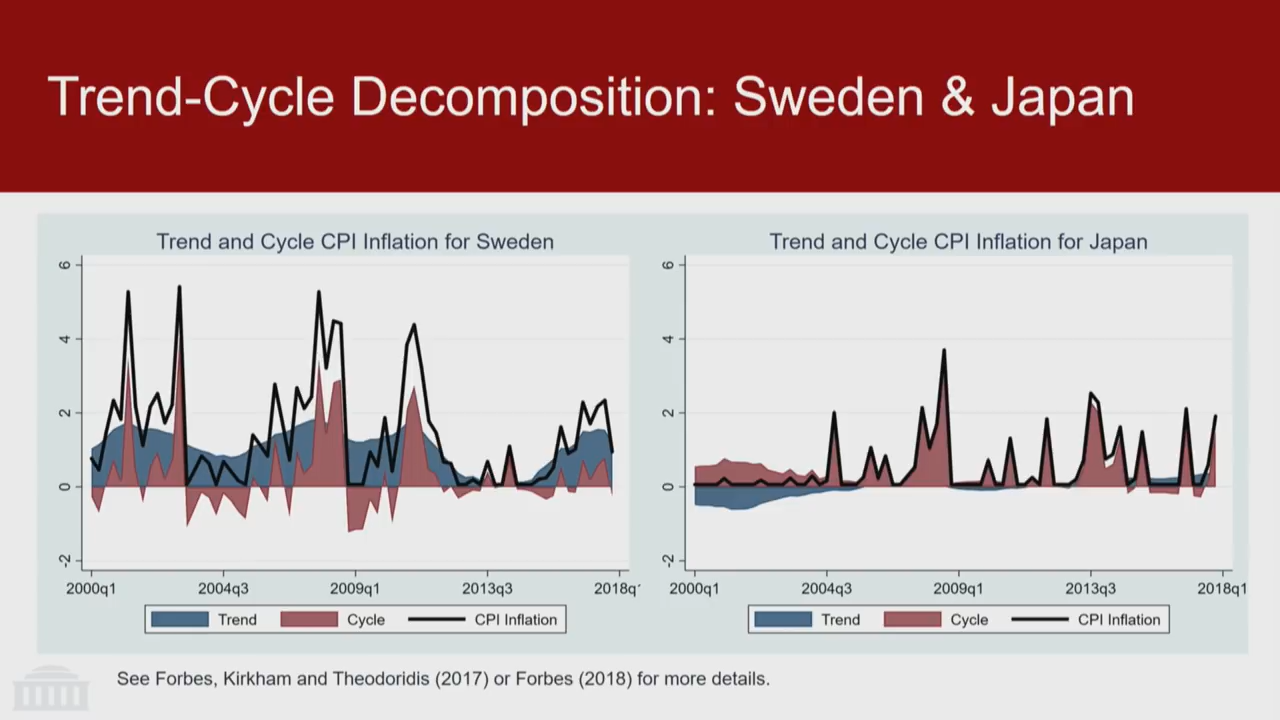 Trend-Cycle Decomposition: Sweden & Japan
Trend and Cycle CPI Inflation for Sweden
6
4
2
0
-2
2000q1 2004q3 2009q1 2013q3 2018q1
Trend Cycle CPI Inflation
Trend and Cycle CPI Inflation for Japan
6
4
2
0
-2
2000q1 2004q3 2009q1 2013q3 2018q1
Trend Cycle CPI Inflation
See Forbes, Kirkham and Theodoridis (2017) or Forbes (2018) for more details.